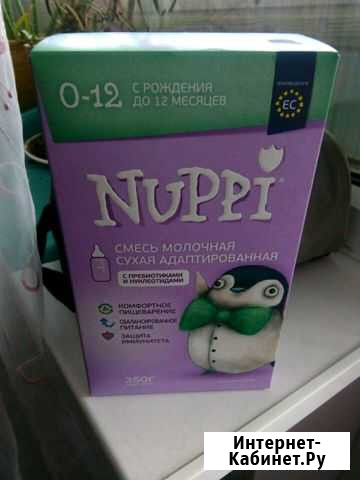 0-12
С РОЖДЕНИЯ
ДО 12 МЕСЯЦЕВ
ЕС
NUPPI
СМЕСЬ МОЛОЧНАЯ
СУХАЯ АДАПТИРОВАННАЯ
С ПРЕБИОТИКАМИ
И НУКЛЕОТИДАМИ
КОМФОРТНОЕ
ПИЩЕВАРЕНИЕ
СБАЛАНСИРОВАННОЕ
ПИТАНИЕ
ЗАЩИТА
ИММУНИТЕТА
350г
Интернет-
Кабинет.Ру